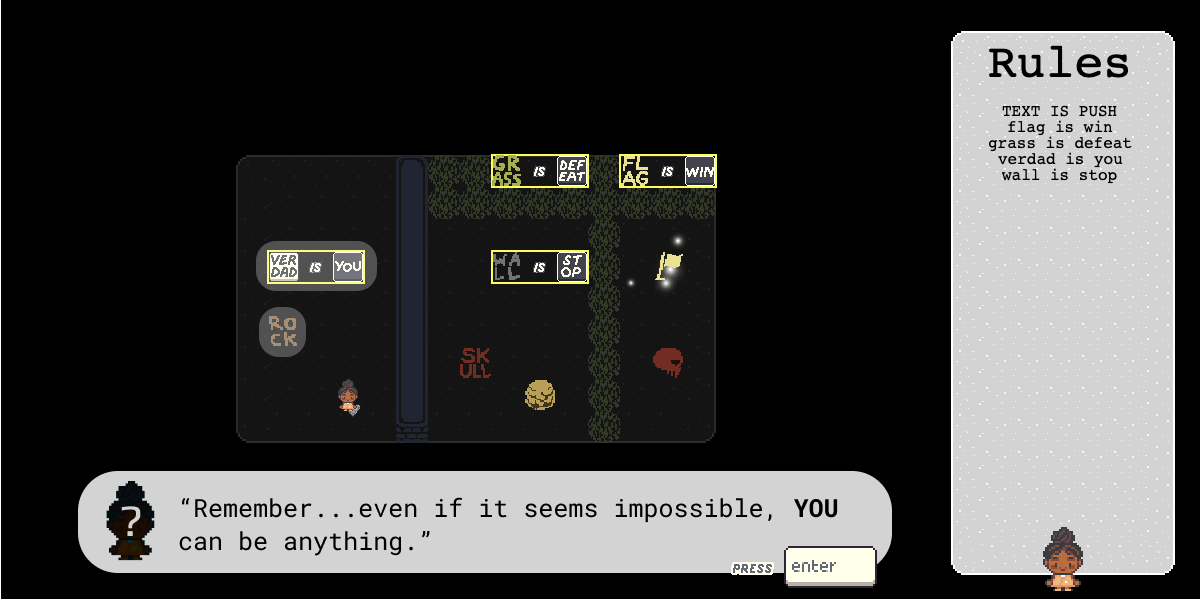 Rules
TEXT IS PUSH
flag is win
grass is defeat
verdad is you
wall is stop
GR
ASS IS DEF
EAT
FL
AG IS WIN
VER
DAD IS YOU
WA
LL IS ST
OP
RO
CK
SK
ULL
?
“Remember...even if it seems impossible, YOU
can be anything.”
PRESS enter